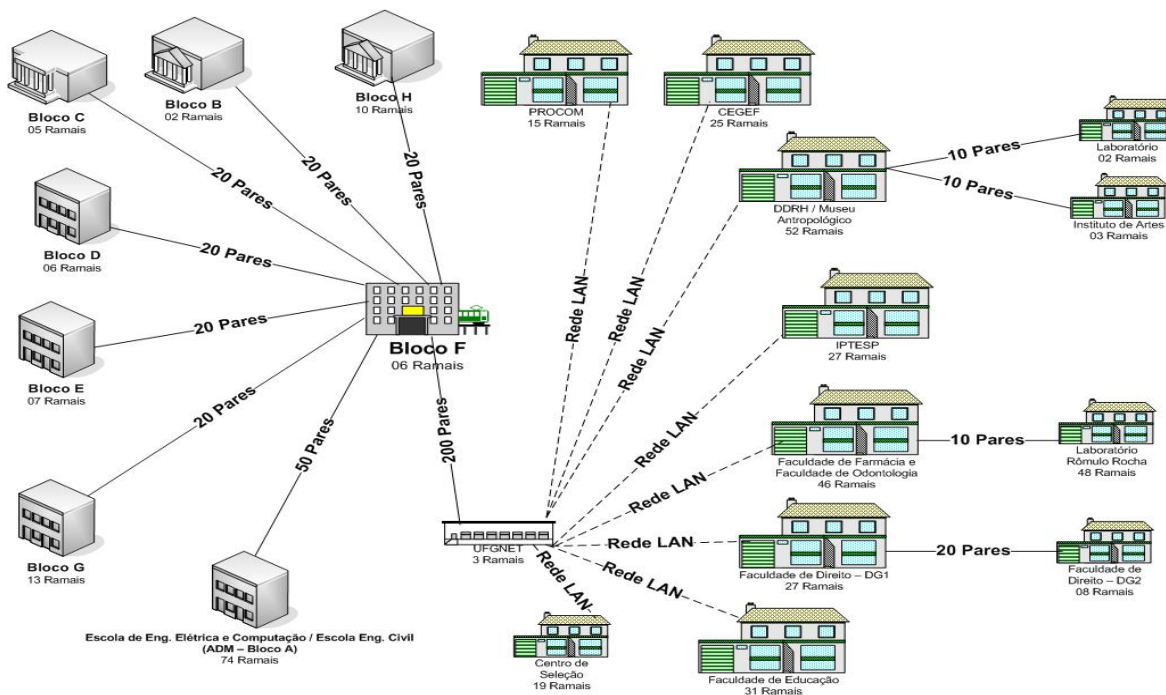 Bloco C
05 Ramais
Bloco B
02 Ramais
Bloco H
10 Ramais
PROCOM
15 Ramais
CEGEF
25 Ramais
Laboratório
02 Ramais
10 Pares
10 Pares
DDRH / Museu
Antropológico
52 Ramais
Instituto de Artes
03 Ramais
20 Pares
20 Pares
20 Pares
Bloco D
06 Ramais
20 Pares
Rede LAN
Rede LAN
Rede LAN
Bloco E
07 Ramais
20 Pares
Bloco F
06 Ramais
IPTESP
27 Ramais
20 Pares
50 Pares
200 Pares
Rede LAN
Faculdade de Farmácia e
Faculdade de Odontologia
46 Ramais
10 Pares
Laboratório
Rômulo Rocha
48 Ramais
Rede LAN
Bloco G
13 Ramais
UFGNET
3 Ramais
Rede LAN
Faculdade de Direito – DG1
27 Ramais
20 Pares
Faculdade de
Direito – DG2
08 Ramais
Rede LAN
Rede LAN
Escola de Eng. Elétrica e Computação / Escola Eng. Civil
(ADM – Bloco A)
74 Ramais
Centro de
Seleção
19 Ramais
Faculdade de Educação
31 Ramais